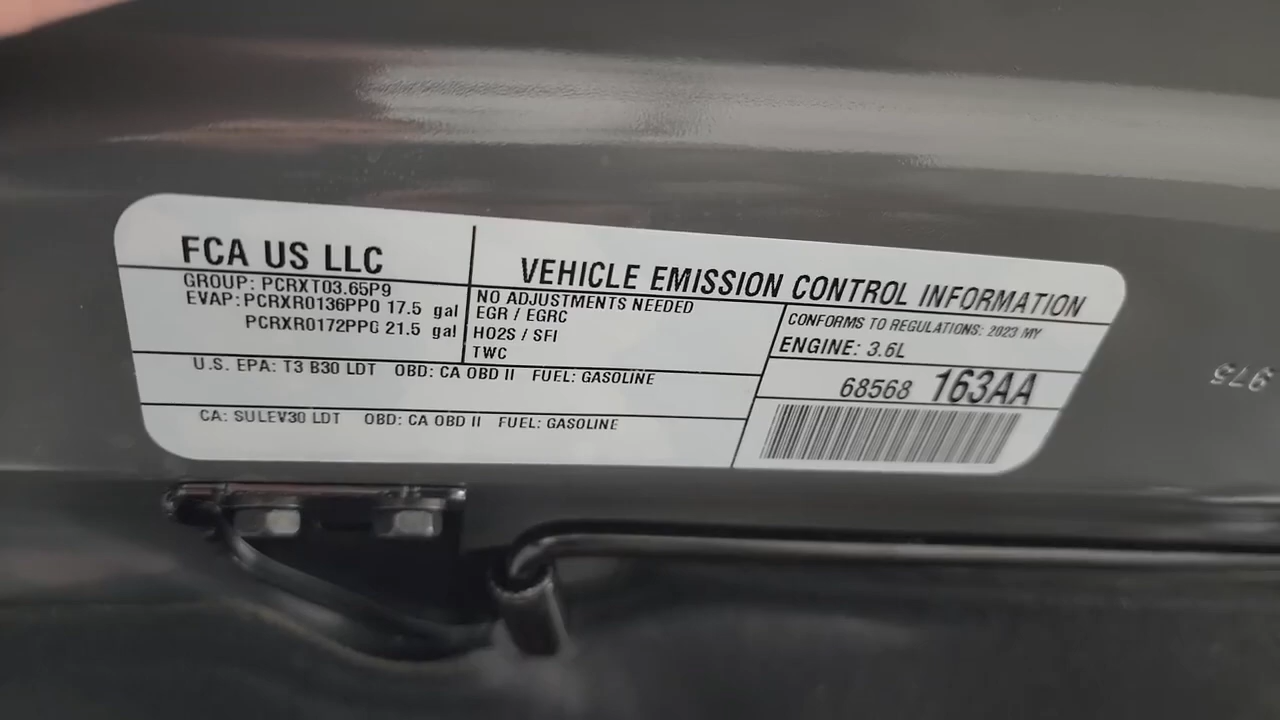 FCA US LLC
VEHICLE EMISSION CONTROL INFORMATION
GROUP: PCRXT03.65P9
EVAP: PCRXR0136PP0 17.5 gal
PCRXR0172PP0 21.5 gal
NO ADJUSTMENTS NEEDED
EGR / EGRC
HO2S / SFI
TWC
CONFORMS TO REGULATIONS: 2023 MY
ENGINE: 3.6L
U.S. EPA: T3 B30 LDT OBD: CA OBD II FUEL: GASOLINE
68568 163AA
CA: SULEV30 LDT OBD: CA OBD II FUEL: GASOLINE
975